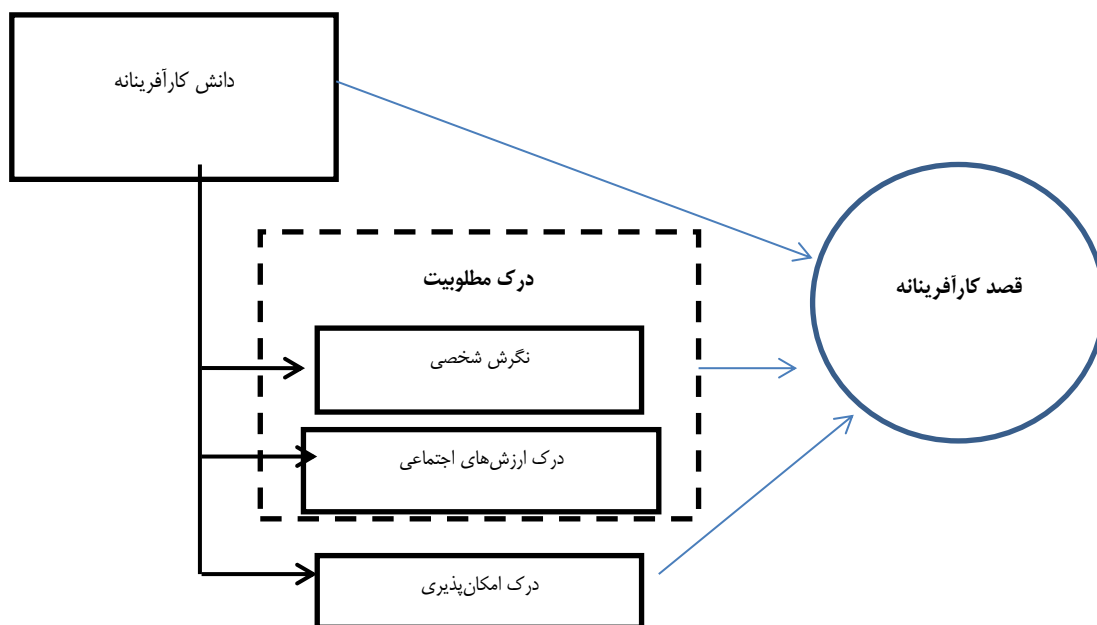 دانش کارآفرینانه
درک مطلوبیت
قصد کارآفرینانه
نگرش شخصی
درک ارزش‌های اجتماعی
درک امکان‌پذیری